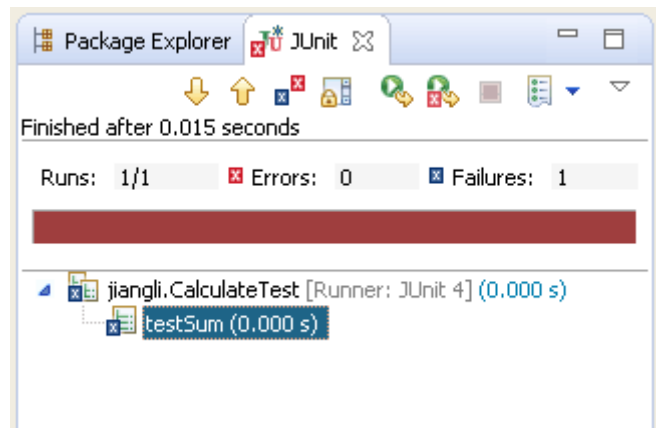 Package Explorer JUnit
Finished after 0.015 seconds
Runs: 1/1 Errors: 0 Failures: 1
jiangli.CalculateTest [Runner: JUnit 4] (0.000 s)
testSum (0.000 s)